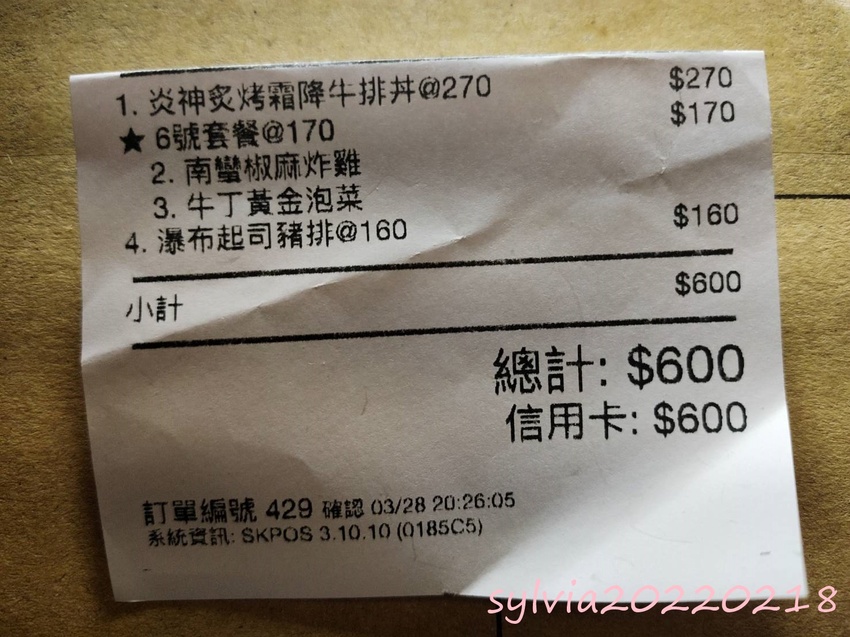 1. 炎神炙烤霜降牛排丼@270 $270
★ 6號套餐@170 $170
2. 南蠻椒麻炸雞
3. 牛丁黃金泡菜
4. 瀑布起司豬排@160 $160
小計 $600
總計: $600
信用卡: $600
訂單編號 429 確認 03/28 20:26:05
系統資訊: SKPOS 3.10.10 (0185C5)
sylvia20220218